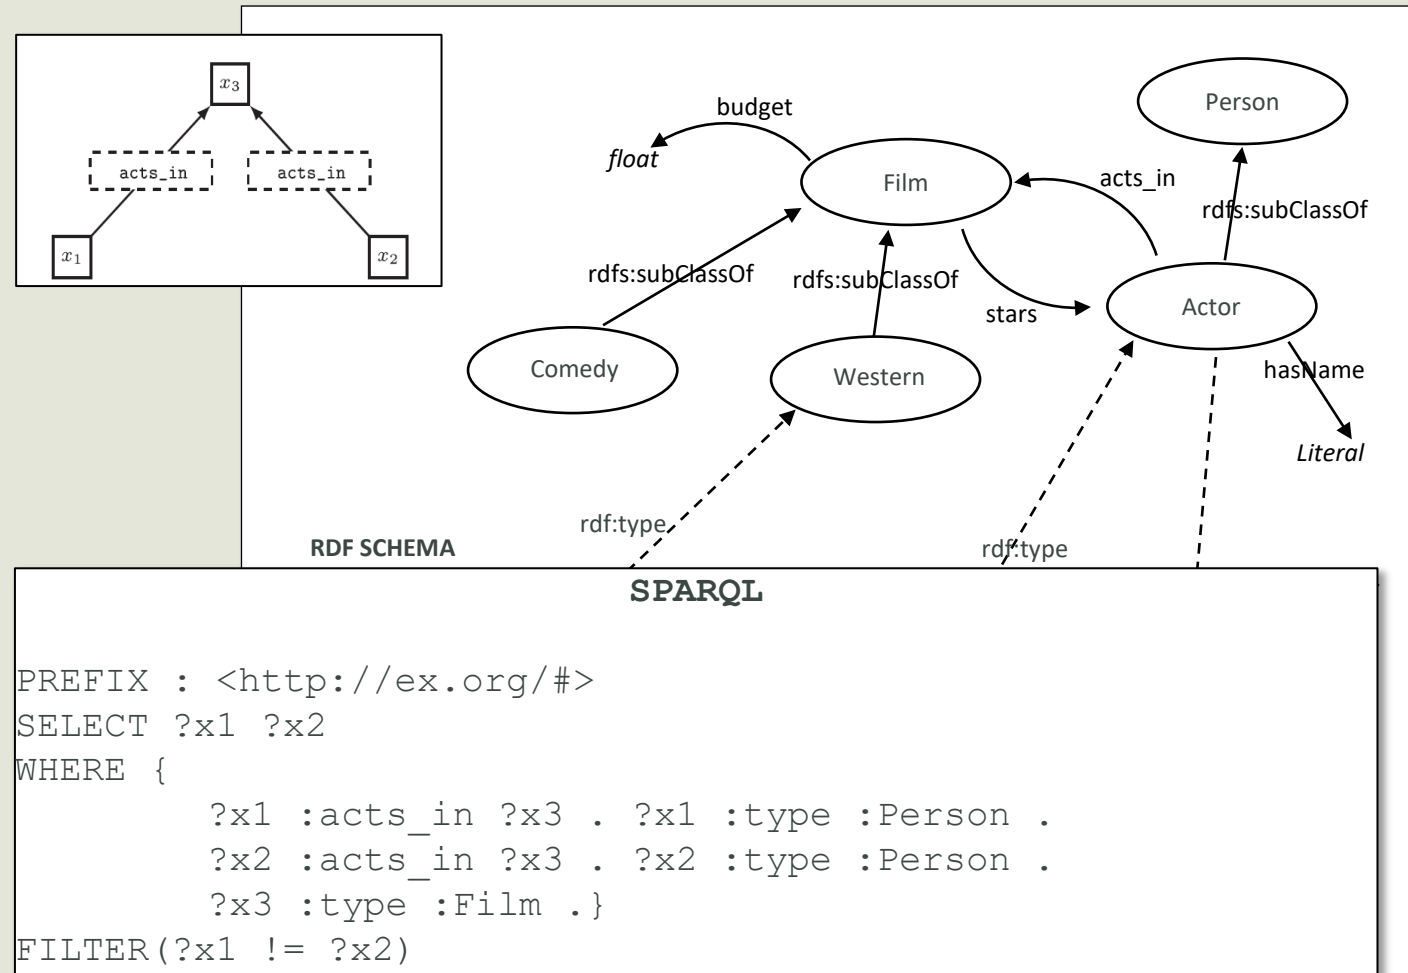 x3
acts_in
acts_in
x1
x2
budget
float
Film
Person
acts_in
rdfs:subClassOf
rdfs:subClassOf
rdfs:subClassOf
stars
Actor
Comedy
Western
hasName
Literal
rdf:type
rdf:type
RDF SCHEMA
SPARQL
PREFIX : <http://ex.org/#>
SELECT ?x1 ?x2
WHERE {
?x1 :acts_in ?x3 . ?x1 :type :Person .
?x2 :acts_in ?x3 . ?x2 :type :Person .
?x3 :type :Film .}
FILTER(?x1 != ?x2)